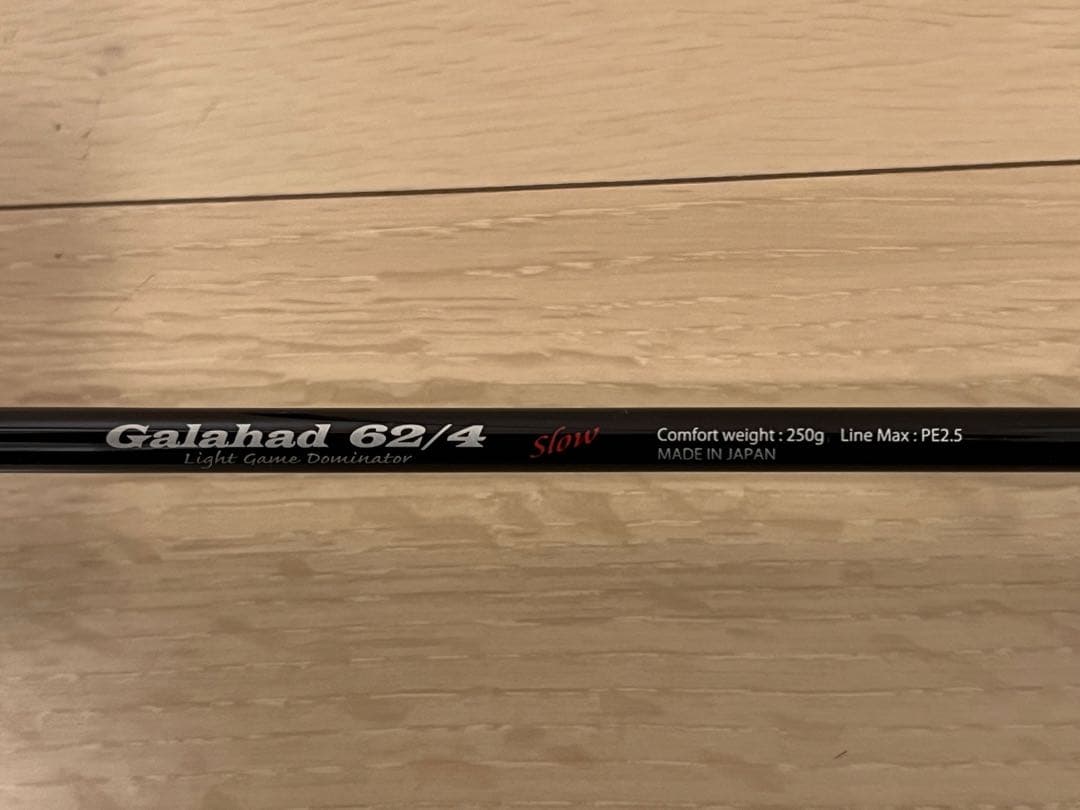 Galahad 62/4 Slow
Light Game Dominator
Comfort weight : 250g Line Max : PE2.5
MADE IN JAPAN